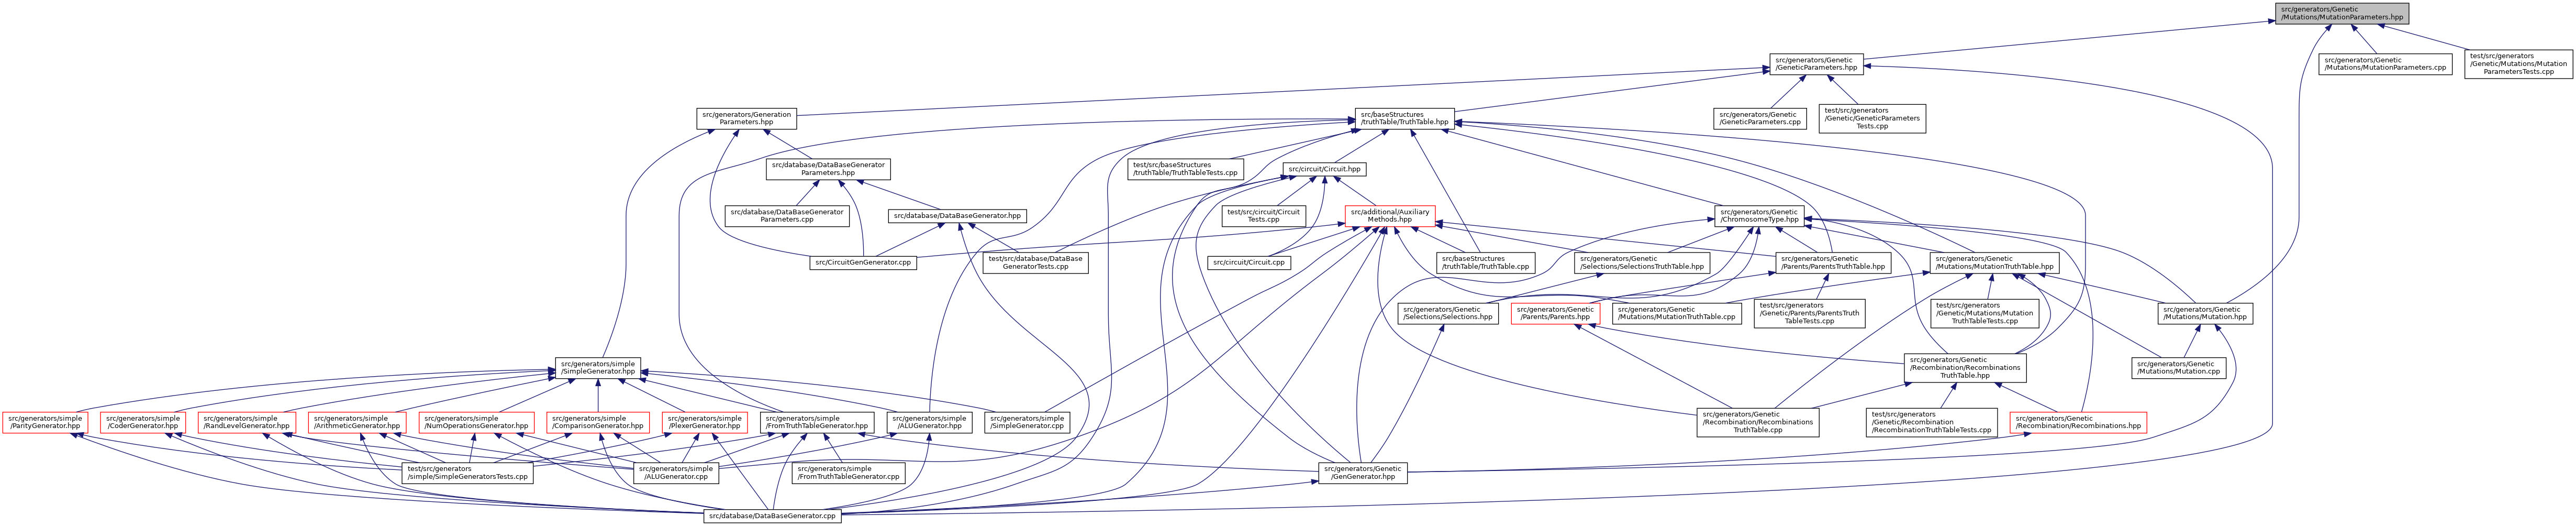 src/generators/Genetic
/Mutations/MutationParameters.hpp
src/generators/Genetic
/GeneticParameters.hpp
src/generators/Genetic
/Mutations/MutationParameters.cpp
test/src/generators
/Genetic/Mutations/Mutation
ParametersTests.cpp
src/generators/Generation
Parameters.hpp
src/baseStructures
/truthTable/TruthTable.hpp
src/generators/Genetic
/GeneticParameters.cpp
test/src/generators
/Genetic/GeneticParameters
Tests.cpp
src/database/DataBaseGenerator
Parameters.hpp
test/src/baseStructures
/truthTable/TruthTableTests.cpp
src/circuit/Circuit.hpp
src/database/DataBaseGenerator
Parameters.cpp
src/database/DataBaseGenerator.hpp
test/src/circuit/Circuit
Tests.cpp
src/additional/Auxiliary
Methods.hpp
src/generators/Genetic
/ChromosomeType.hpp
src/CircuitGenGenerator.cpp
test/src/database/DataBase
GeneratorTests.cpp
src/circuit/Circuit.cpp
src/baseStructures
/truthTable/TruthTable.cpp
src/generators/Genetic
/Selections/SelectionsTruthTable.hpp
src/generators/Genetic
/Parents/ParentsTruthTable.hpp
src/generators/Genetic
/Mutations/MutationTruthTable.hpp
src/generators/Genetic
/Selections/Selections.hpp
src/generators/Genetic
/Parents/Parents.hpp
src/generators/Genetic
/Mutations/MutationTruthTable.cpp
test/src/generators
/Genetic/Parents/ParentsTruth
TableTests.cpp
test/src/generators
/Genetic/Mutations/Mutation
TruthTableTests.cpp
src/generators/Genetic
/Mutations/Mutation.hpp
src/generators/simple
/SimpleGenerator.hpp
src/generators/Genetic
/Recombination/Recombinations
TruthTable.hpp
src/generators/Genetic
/Mutations/Mutation.cpp
src/generators/simple
/ParityGenerator.hpp
src/generators/simple
/CoderGenerator.hpp
src/generators/simple
/RandLevelGenerator.hpp
src/generators/simple
/ArithmeticGenerator.hpp
src/generators/simple
/NumOperationsGenerator.hpp
src/generators/simple
/ComparisonGenerator.hpp
src/generators/simple
/PlexerGenerator.hpp
src/generators/simple
/FromTruthTableGenerator.hpp
src/generators/simple
/ALUGenerator.hpp
src/generators/simple
/SimpleGenerator.cpp
src/generators/Genetic
/Recombination/Recombinations
TruthTable.cpp
test/src/generators
/Genetic/Recombination
/RecombinationTruthTableTests.cpp
src/generators/Genetic
/Recombination/Recombinations.hpp
test/src/generators
/simple/SimpleGeneratorsTests.cpp
src/generators/simple
/ALUGenerator.cpp
src/generators/simple
/FromTruthTableGenerator.cpp
src/generators/Genetic
/GenGenerator.hpp
src/database/DataBaseGenerator.cpp